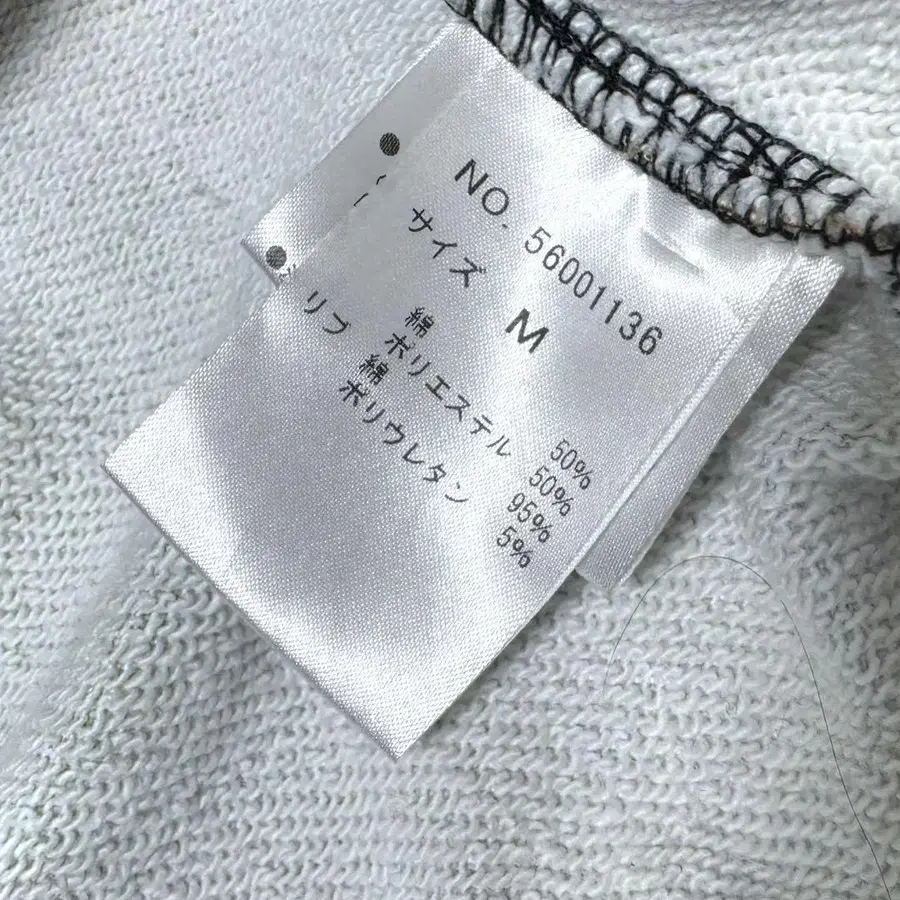 NO. 56001136
サイズ M
綿 50%
ポリエステル 50%
リブ 綿 95%
ポリウレタン 5%